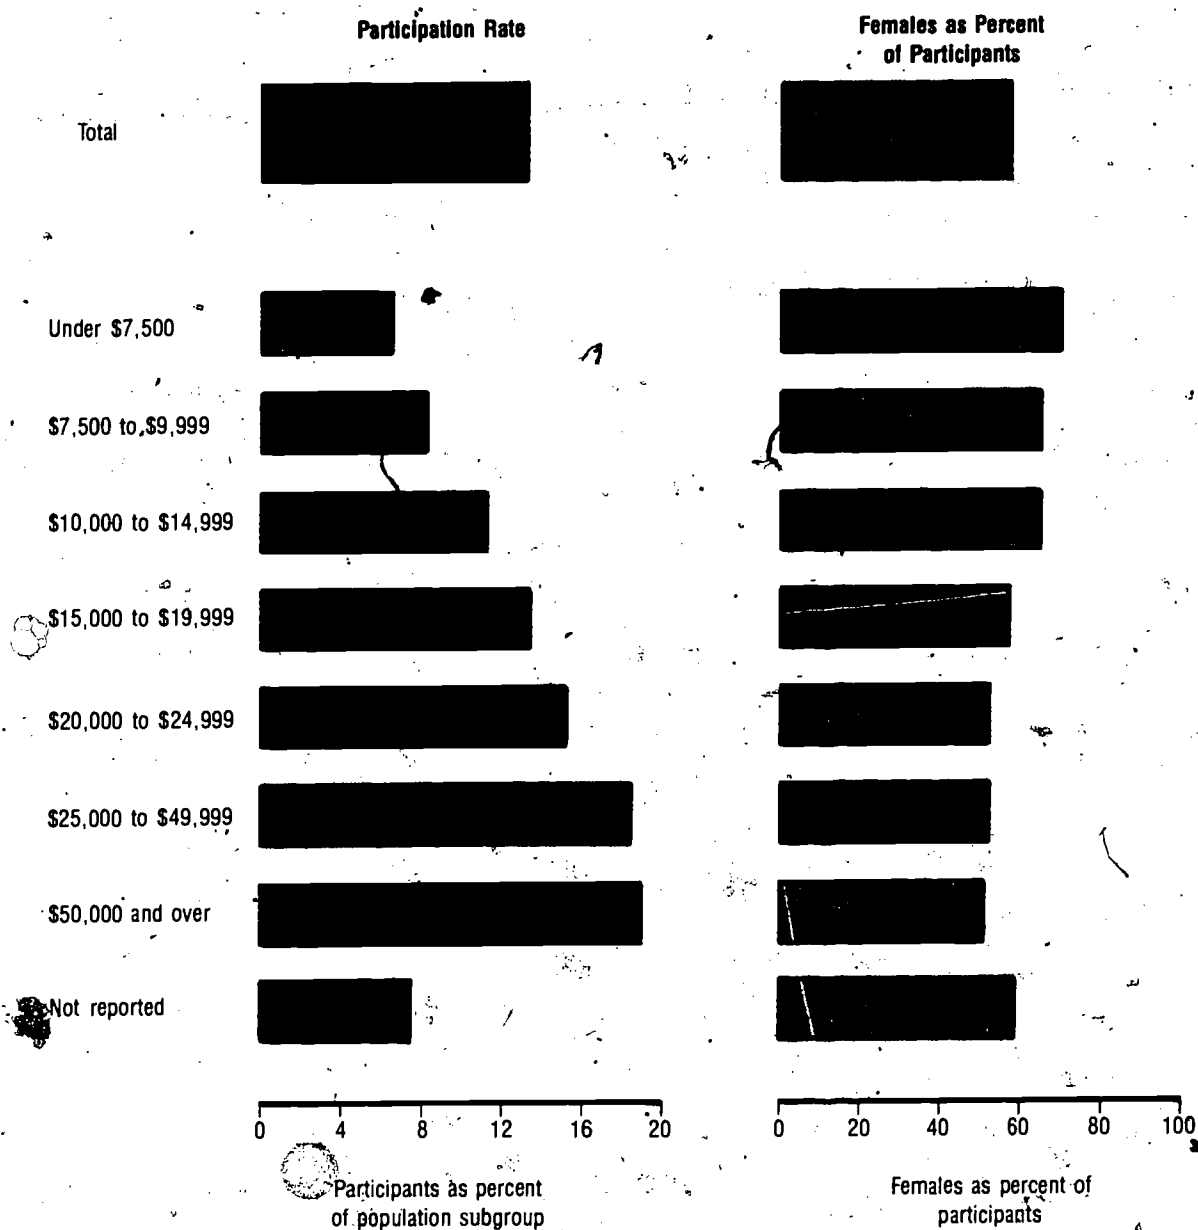 Participation Rate
Females as Percent
of Participants
Total
Under $7,500
$7,500 to $9,999
$10,000 to $14,999
$15,000 to $19,999
$20,000 to $24,999
$25,000 to $49,999
$50,000 and over
Not reported
0 4 8 12 16 20
0 20 40 60 80 100
Participants as percent
of population subgroup
Females as percent of
participants